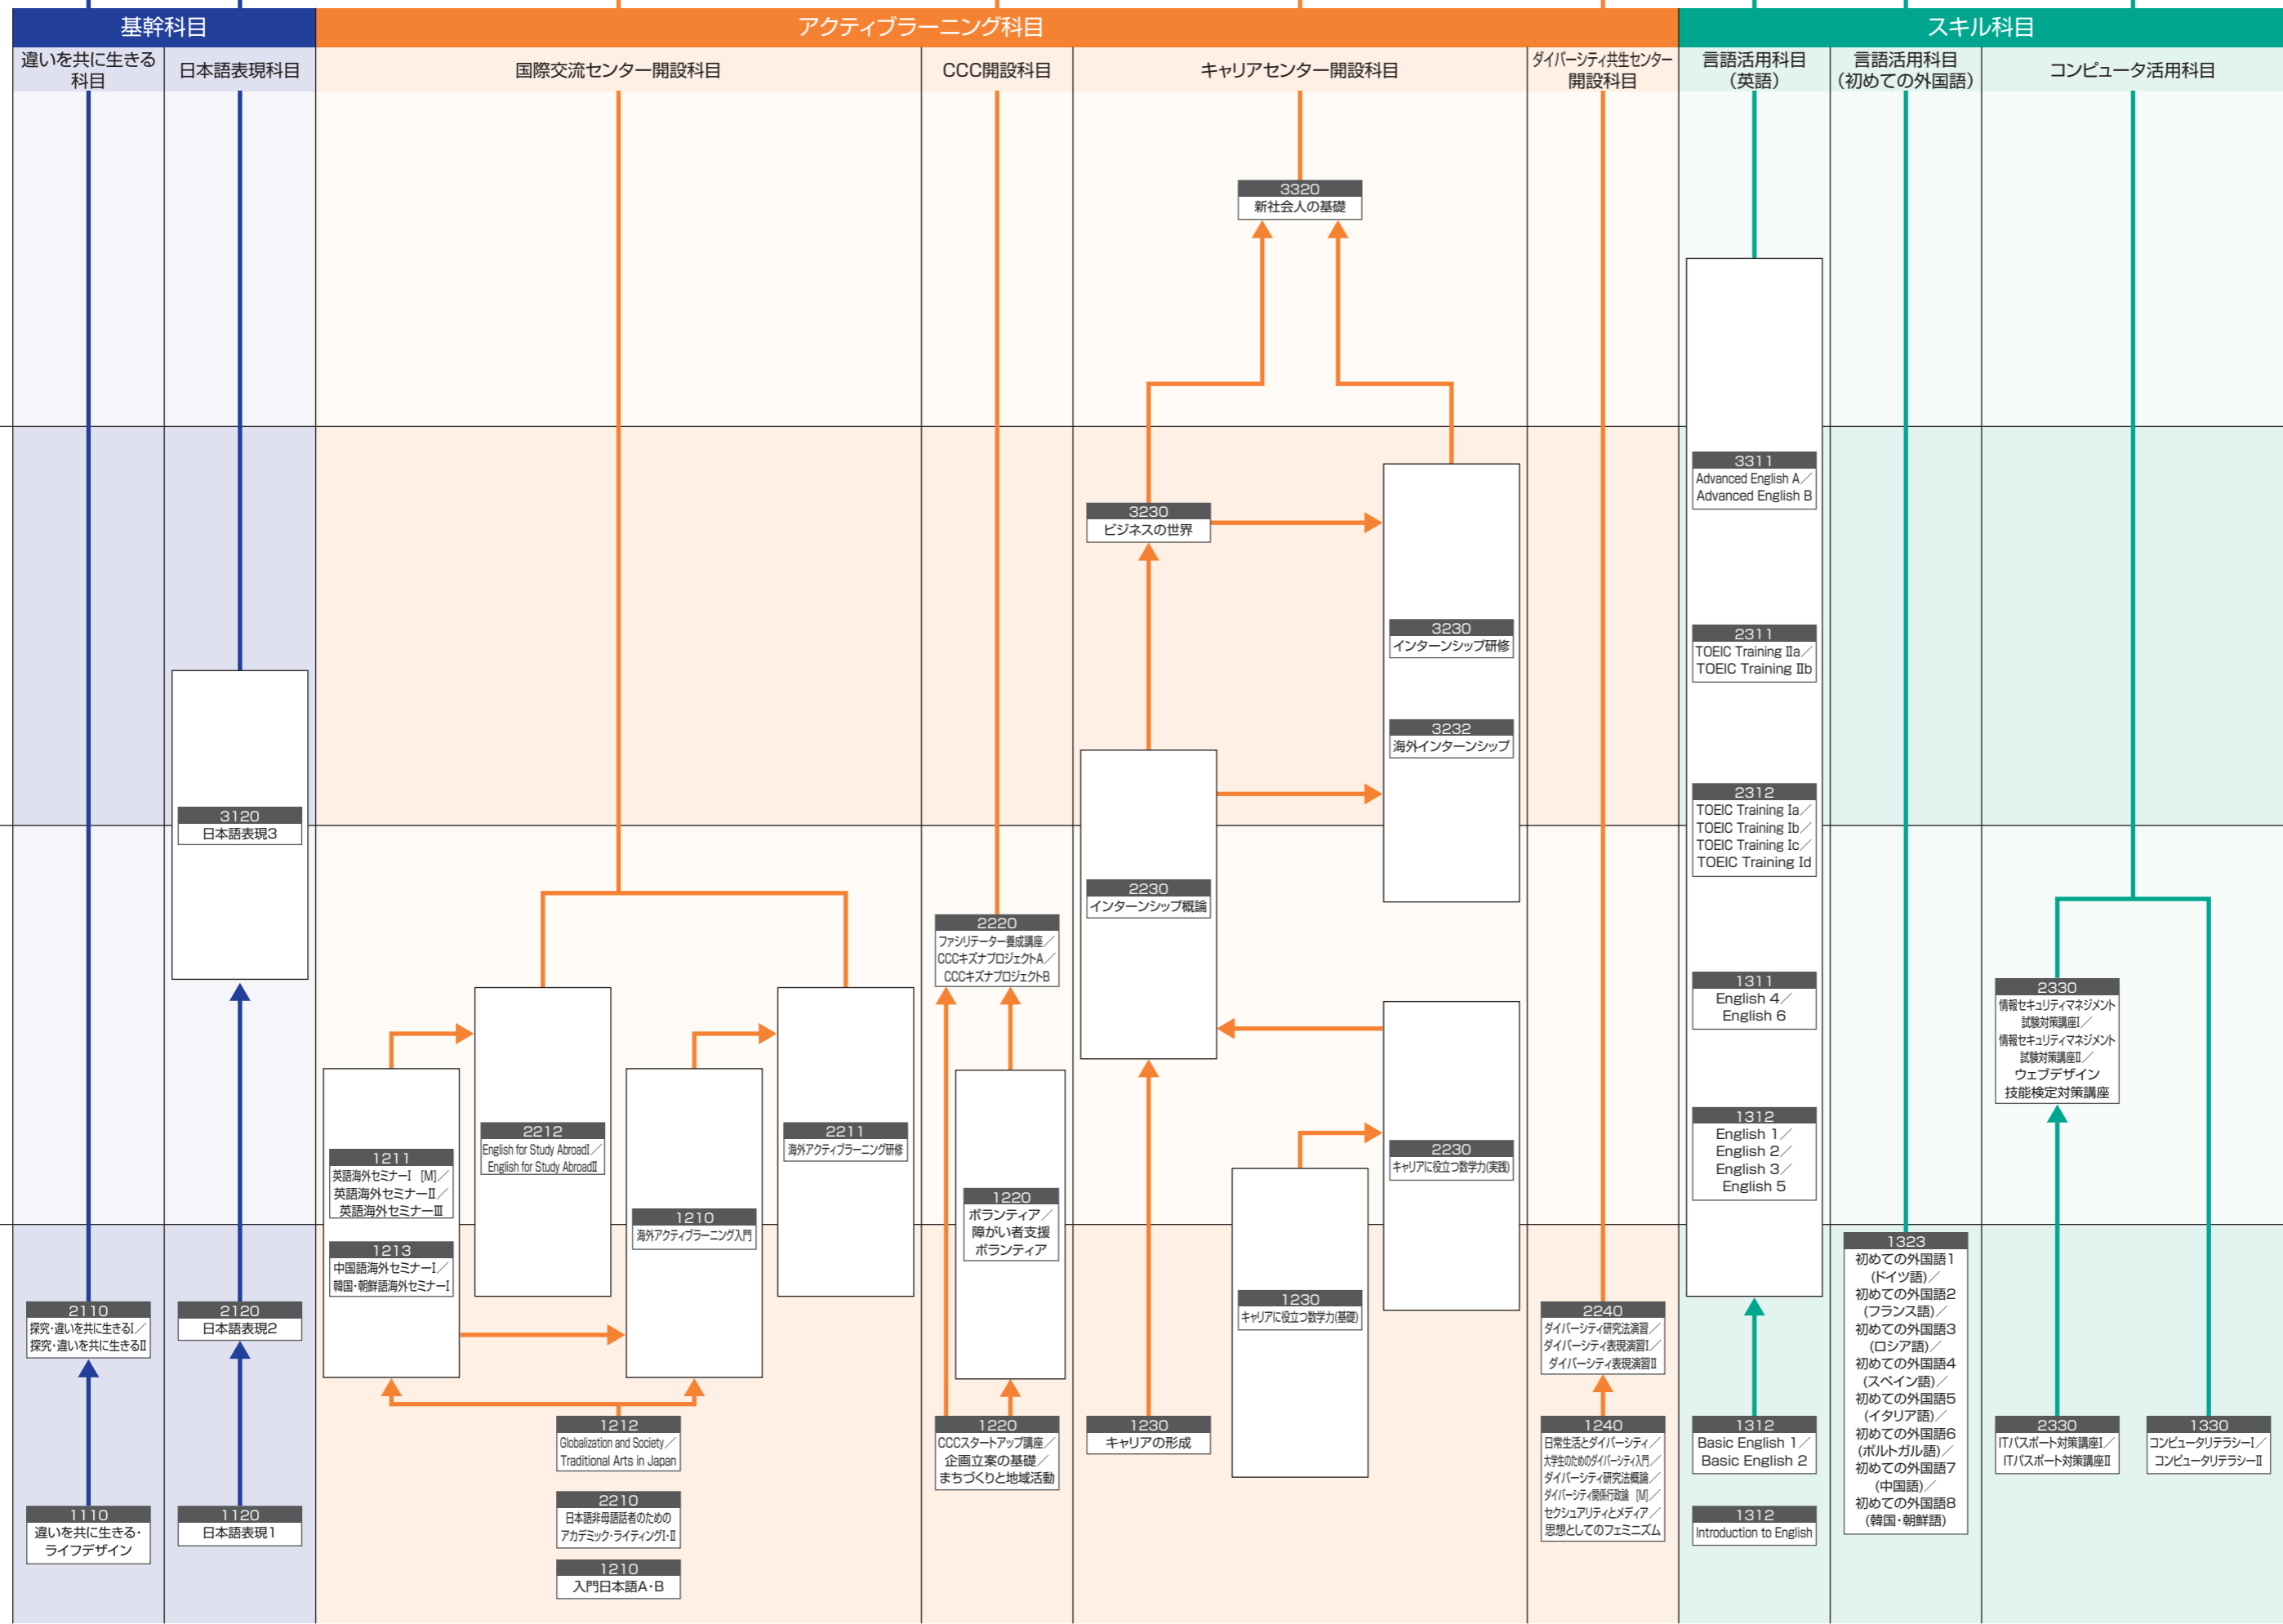 基幹科目
アクティブラーニング科目
スキル科目
違いを共に生きる
科目
日本語表現科目
国際交流センター開設科目
CCC開設科目
キャリアセンター開設科目
ダイバーシティ共生センター
開設科目
言語活用科目
(英語)
言語活用科目
(初めての外国語)
コンピュータ活用科目
2110
探究・違いを共に生きるⅠ／
探究・違いを共に生きるⅡ
1110
違いを共に生きる・
ライフデザイン
3120
日本語表現3
2120
日本語表現2
1120
日本語表現1
1211
英語海外セミナーⅠ [M]／
英語海外セミナーⅡ／
英語海外セミナーⅢ
1213
中国語海外セミナーⅠ／
韓国・朝鮮語海外セミナーⅠ
2212
English for Study AbroadⅠ／
English for Study AbroadⅡ
1210
海外アクティブラーニング入門
2211
海外アクティブラーニング研修
1212
Globalization and Society／
Traditional Arts in Japan
2210
日本語非母語話者のための
アカデミック・ライティングⅠ・Ⅱ
1210
入門日本語A・B
2220
ファシリテーター養成講座／
CCCキズナプロジェクトA／
CCCキズナプロジェクトB
1220
ボランティア／
障がい者支援
ボランティア
1220
CCCスタートアップ講座／
企画立案の基礎／
まちづくりと地域活動
3320
新社会人の基礎
3230
ビジネスの世界
3230
インターンシップ研修
3232
海外インターンシップ
2230
インターンシップ概論
2230
キャリアに役立つ数学力(実践)
1230
キャリアに役立つ数学力(基礎)
1230
キャリアの形成
2240
ダイバーシティ研究法演習／
ダイバーシティ表現演習Ⅰ／
ダイバーシティ表現演習Ⅱ
1240
日常生活とダイバーシティ／
大学生のためのダイバーシティ入門／
ダイバーシティ研究法概論／
ダイバーシティ関係行政論 [M]／
セクシュアリティとメディア／
思想としてのフェミニズム
3311
Advanced English A／
Advanced English B
2311
TOEIC Training Ⅱa／
TOEIC Training Ⅱb
2312
TOEIC Training Ⅰa／
TOEIC Training Ⅰb／
TOEIC Training Ⅰc／
TOEIC Training Ⅰd
1311
English 4／
English 6
1312
English 1／
English 2／
English 3／
English 5
1312
Basic English 1／
Basic English 2
1312
Introduction to English
1323
初めての外国語1
(ドイツ語)／
初めての外国語2
(フランス語)／
初めての外国語3
(ロシア語)／
初めての外国語4
(スペイン語)／
初めての外国語5
(イタリア語)／
初めての外国語6
(ポルトガル語)／
初めての外国語7
(中国語)／
初めての外国語8
(韓国・朝鮮語)
2330
情報セキュリティマネジメント
試験対策講座Ⅰ／
情報セキュリティマネジメント
試験対策講座Ⅱ／
ウェブデザイン
技能検定対策講座
2330
ITパスポート対策講座Ⅰ／
ITパスポート対策講座Ⅱ
1330
コンピュータリテラシーⅠ／
コンピュータリテラシーⅡ